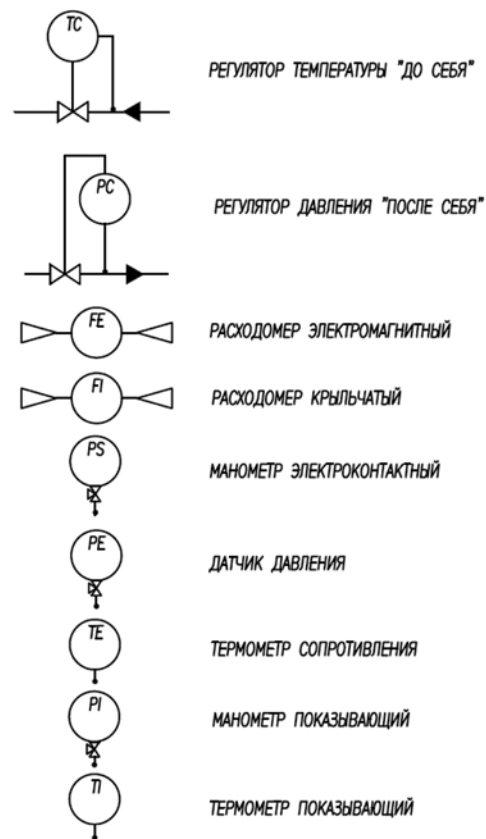 TC
РЕГУЛЯТОР ТЕМПЕРАТУРЫ "ДО СЕБЯ"
PC
РЕГУЛЯТОР ДАВЛЕНИЯ "ПОСЛЕ СЕБЯ"
FE
РАСХОДОМЕР ЭЛЕКТРОМАГНИТНЫЙ
FI
РАСХОДОМЕР КРЫЛЬЧАТЫЙ
PS
МАНОМЕТР ЭЛЕКТРОКОНТАКТНЫЙ
PE
ДАТЧИК ДАВЛЕНИЯ
TE
ТЕРМОМЕТР СОПРОТИВЛЕНИЯ
PI
МАНОМЕТР ПОКАЗЫВАЮЩИЙ
TI
ТЕРМОМЕТР ПОКАЗЫВАЮЩИЙ